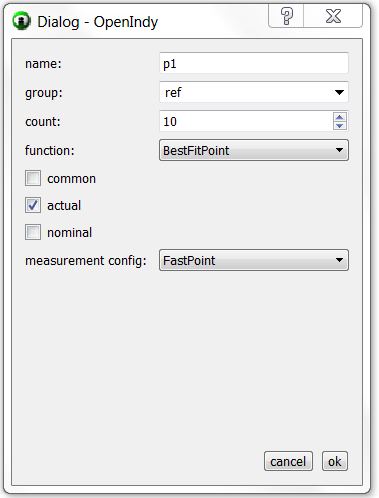 Dialog - OpenIndy
name: p1
group: ref
count: 10
function: BestFitPoint
common
actual
nominal
measurement config: FastPoint
cancel ok